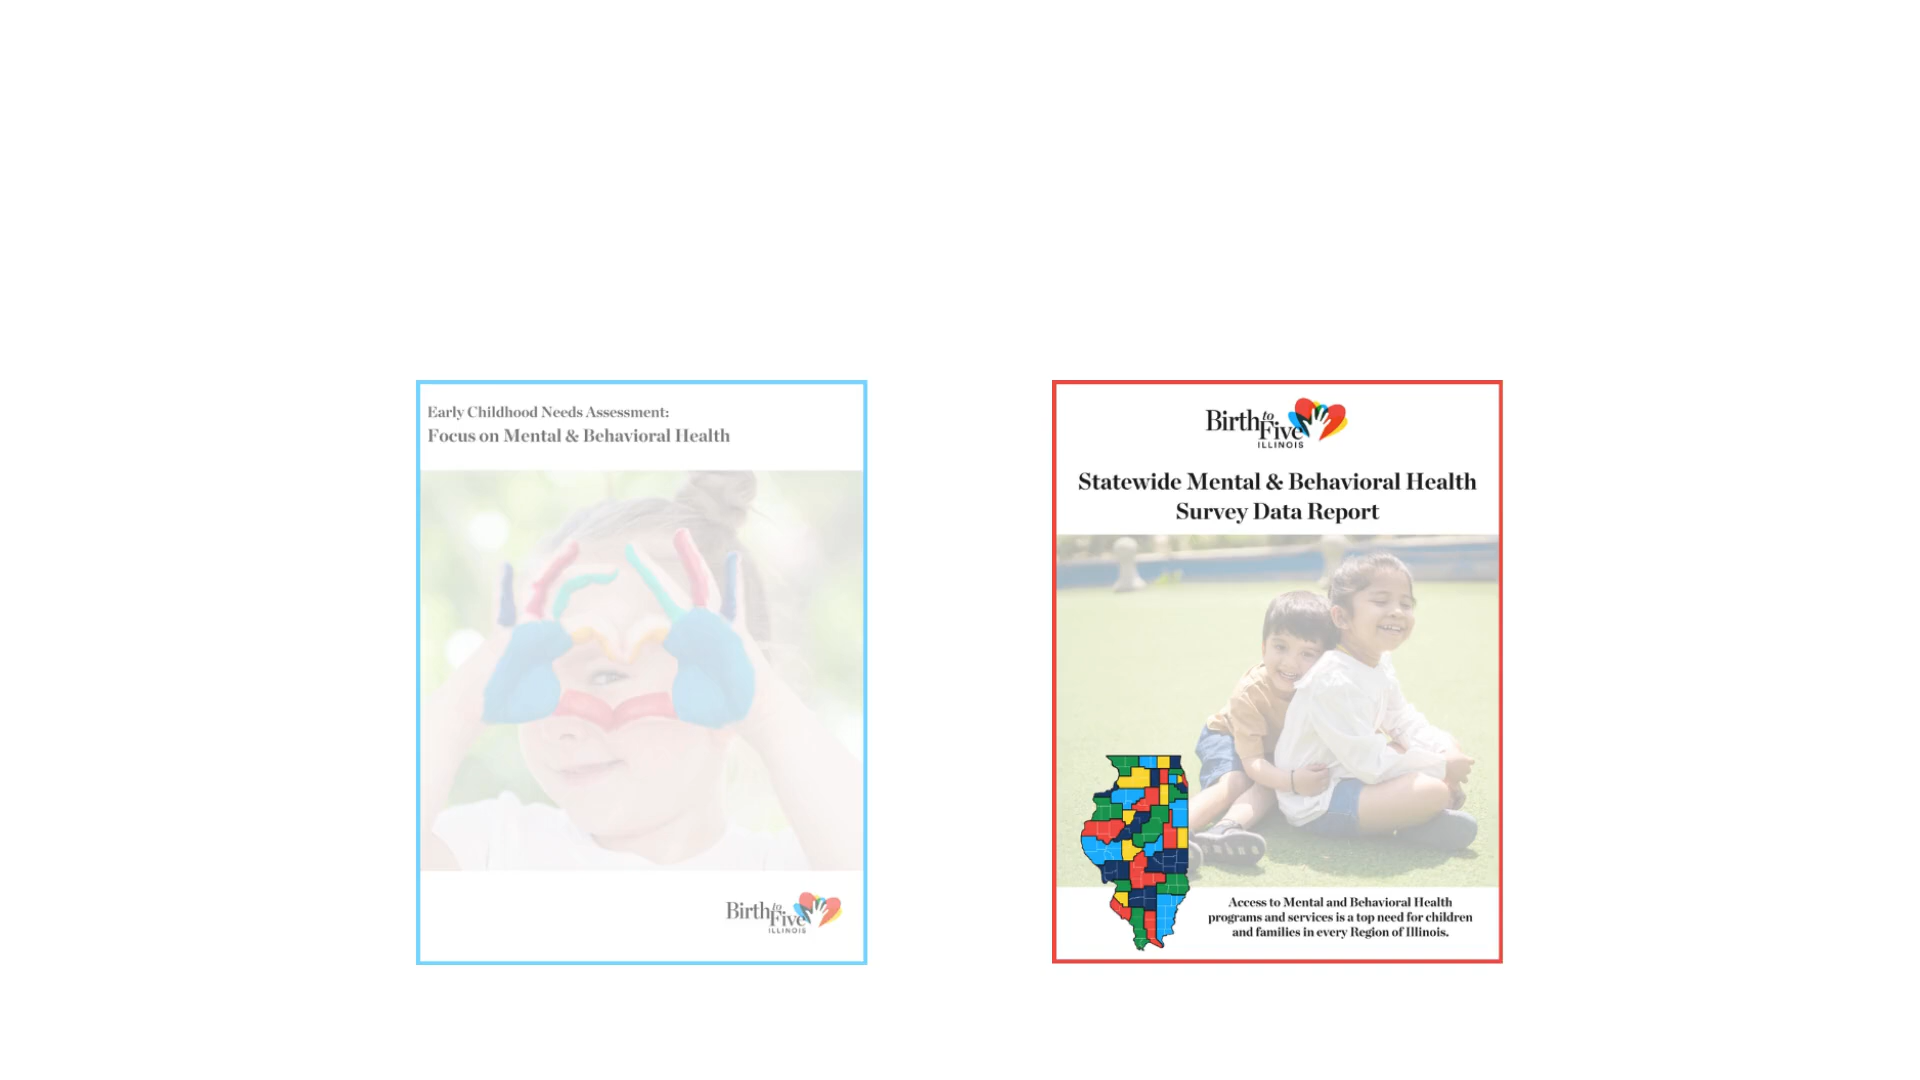 Early Childhood Needs Assessment:
Focus on Mental & Behavioral Health
Birth to Five
ILLINOIS
Birth to Five
ILLINOIS
Statewide Mental & Behavioral Health
Survey Data Report
Access to Mental and Behavioral Health
programs and services is a top need for children
and families in every Region of Illinois.